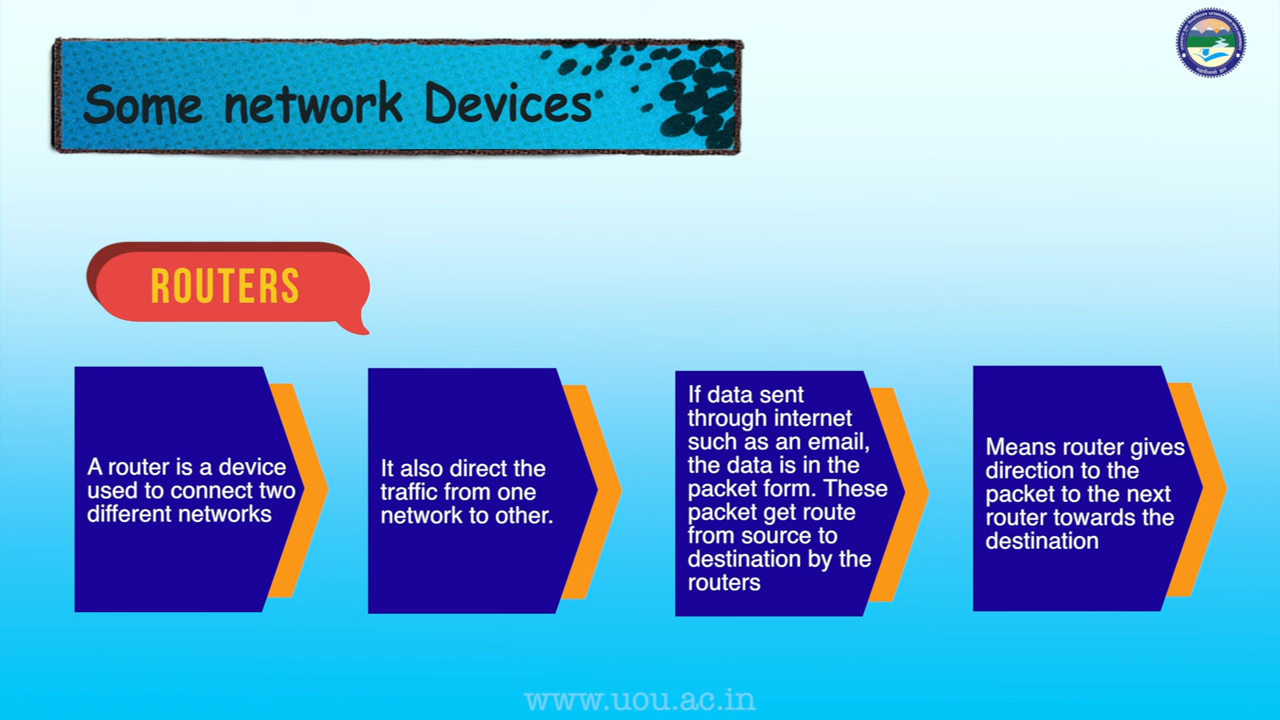 Some network Devices
ROUTERS
A router is a device
used to connect two
different networks
It also direct the
traffic from one
network to other.
If data sent
through internet
such as an email,
the data is in the
packet form. These
packet get route
from source to
destination by the
routers
Means router gives
direction to the
packet to the next
router towards the
destination
www.uou.ac.in